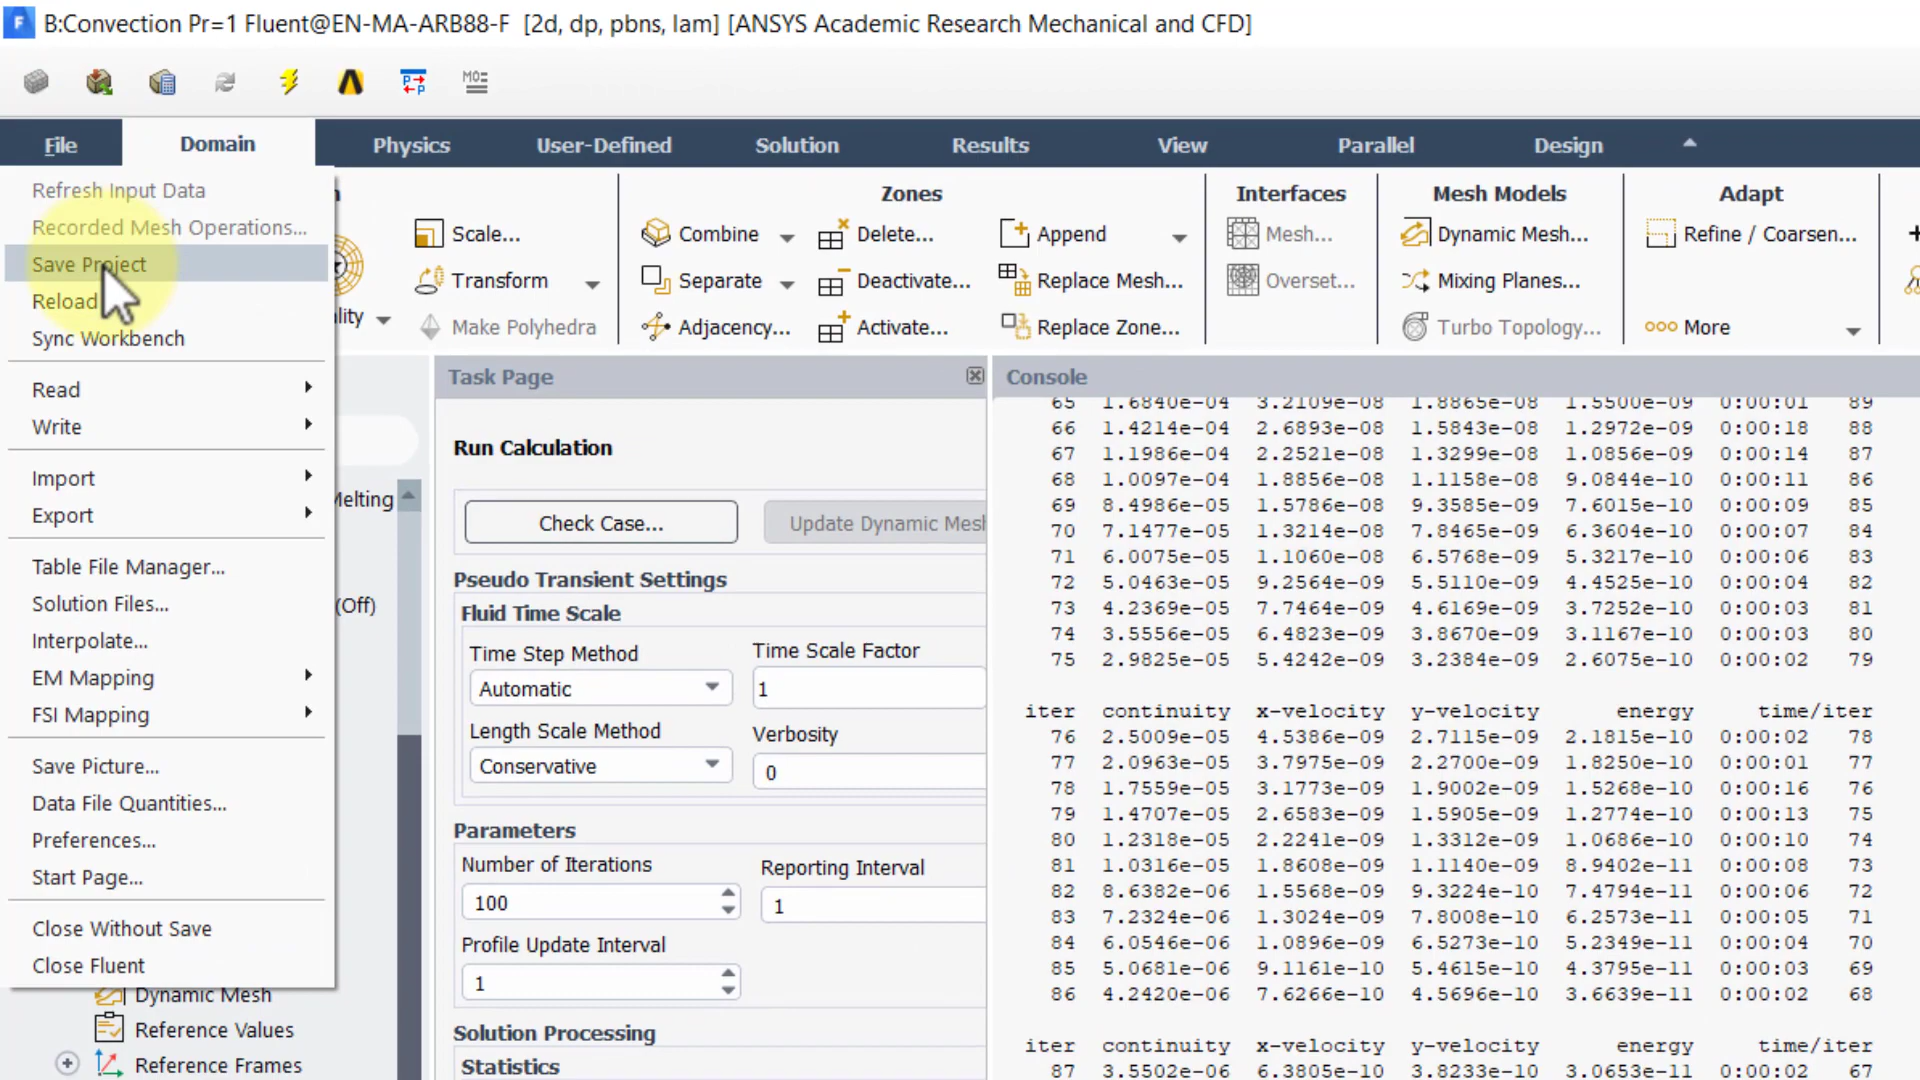 B:Convection Pr=1 Fluent@EN-MA-ARB88-F [2d, dp, pbns, lam] [ANSYS Academic Research Mechanical and CFD]
File Domain Physics User-Defined Solution Results View Parallel Design
Refresh Input Data
Recorded Mesh Operations...
Save Project
Reload
Sync Workbench
Read
Write
Import
Export
Table File Manager...
Solution Files...
Interpolate...
EM Mapping
FSI Mapping
Save Picture...
Data File Quantities...
Preferences...
Start Page...
Close Without Save
Close Fluent
Dynamic Mesh
Reference Values
Reference Frames
Scale...
Transform
Make Polyhedra
Zones
Combine Delete... Append
Separate Deactivate... Replace Mesh...
Adjacency... Activate... Replace Zone...
Interfaces
Mesh...
Overset...
Mesh Models
Dynamic Mesh...
Mixing Planes...
Turbo Topology...
Adapt
Refine / Coarsen...
More
(Off)
Task Page
Run Calculation
Check Case... Update Dynamic Mesh
Pseudo Transient Settings
Fluid Time Scale
Time Step Method Time Scale Factor
Automatic 1
Length Scale Method Verbosity
Conservative 0
Parameters
Number of Iterations Reporting Interval
100 1
Profile Update Interval
1
Solution Processing
Statistics
Console
65 1.6840e-04 3.2109e-08 1.8865e-08 1.5500e-09 0:00:01 89
66 1.4214e-04 2.6893e-08 1.5843e-08 1.2972e-09 0:00:18 88
67 1.1986e-04 2.2521e-08 1.3299e-08 1.0856e-09 0:00:14 87
68 1.0097e-04 1.8856e-08 1.1158e-08 9.0844e-10 0:00:11 86
69 8.4986e-05 1.5786e-08 9.3585e-09 7.6015e-10 0:00:09 85
70 7.1477e-05 1.3214e-08 7.8465e-09 6.3604e-10 0:00:07 84
71 6.0075e-05 1.1060e-08 6.5768e-09 5.3217e-10 0:00:06 83
72 5.0463e-05 9.2564e-09 5.5110e-09 4.4525e-10 0:00:04 82
73 4.2369e-05 7.7464e-09 4.6169e-09 3.7252e-10 0:00:03 81
74 3.5556e-05 6.4823e-09 3.8670e-09 3.1167e-10 0:00:03 80
75 2.9825e-05 5.4242e-09 3.2384e-09 2.6075e-10 0:00:02 79
iter continuity x-velocity y-velocity energy time/iter
76 2.5009e-05 4.5386e-09 2.7115e-09 2.1815e-10 0:00:02 78
77 2.0963e-05 3.7975e-09 2.2700e-09 1.8250e-10 0:00:01 77
78 1.7559e-05 3.1773e-09 1.9002e-09 1.5268e-10 0:00:16 76
79 1.4707e-05 2.6583e-09 1.5905e-09 1.2774e-10 0:00:13 75
80 1.2318e-05 2.2241e-09 1.3312e-09 1.0686e-10 0:00:10 74
81 1.0316e-05 1.8608e-09 1.1140e-09 8.9402e-11 0:00:08 73
82 8.6382e-06 1.5568e-09 9.3224e-10 7.4794e-11 0:00:06 72
83 7.2324e-06 1.3024e-09 7.8008e-10 6.2573e-11 0:00:05 71
84 6.0546e-06 1.0896e-09 6.5273e-10 5.2349e-11 0:00:04 70
85 5.0681e-06 9.1161e-10 5.4615e-10 4.3795e-11 0:00:03 69
86 4.2420e-06 7.6266e-10 4.5696e-10 3.6639e-11 0:00:02 68
iter continuity x-velocity y-velocity energy time/iter
87 3.5502e-06 6.3805e-10 3.8233e-10 3.0653e-11 0:00:02 67